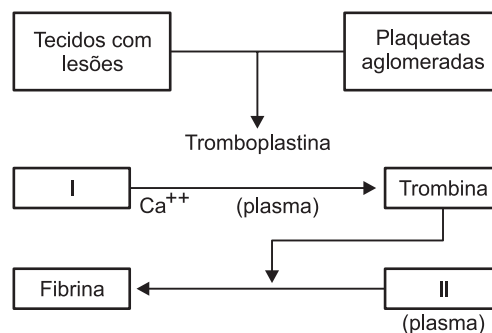 Tecidos com
lesões
Plaquetas
aglomeradas
Tromboplastina
I
Ca++
(plasma)
Trombina
Fibrina
II
(plasma)